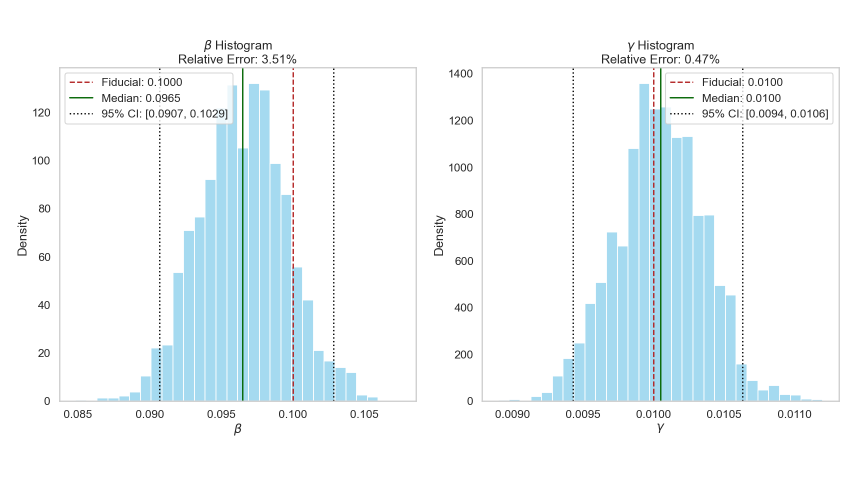 β Histogram
Relative Error: 3.51%
Fiducial: 0.1000
Median: 0.0965
95% CI: [0.0907, 0.1029]
Density
0
20
40
60
80
100
120
0.085
0.090
0.095
0.100
0.105
β
γ Histogram
Relative Error: 0.47%
Fiducial: 0.0100
Median: 0.0100
95% CI: [0.0094, 0.0106]
Density
0
200
400
600
800
1000
1200
1400
0.0090
0.0095
0.0100
0.0105
0.0110
γ